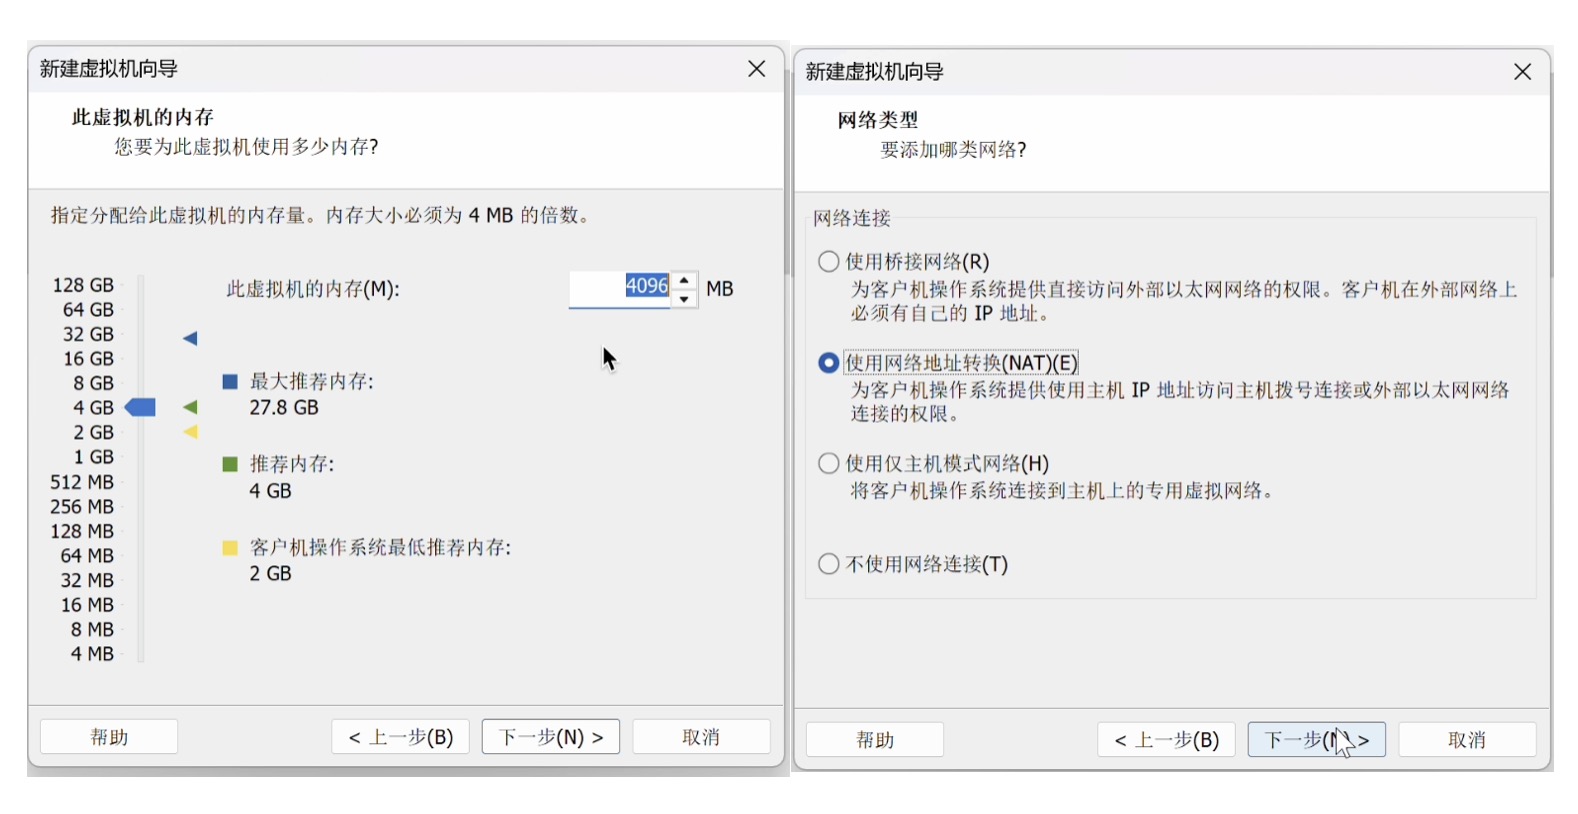 新建虚拟机向导
此虚拟机的内存
您要为此虚拟机使用多少内存?
指定分配给此虚拟机的内存量。内存大小必须为 4 MB 的倍数。
128 GB
64 GB
32 GB
16 GB
8 GB
4 GB
2 GB
1 GB
512 MB
256 MB
128 MB
64 MB
32 MB
16 MB
8 MB
4 MB
此虚拟机的内存(M):
4096 MB
最大推荐内存:
27.8 GB
推荐内存:
4 GB
客户机操作系统最低推荐内存:
2 GB
帮助
< 上一步(B)
下一步(N) >
取消
新建虚拟机向导
网络类型
要添加哪类网络?
网络连接
使用桥接网络(R)
为客户机操作系统提供直接访问外部以太网网络的权限。客户机在外部网络上
必须有自己的 IP 地址。
使用网络地址转换(NAT)(E)
为客户机操作系统提供使用主机 IP 地址访问主机拨号连接或外部以太网网络
连接的权限。
使用仅主机模式网络(H)
将客户机操作系统连接到主机上的专用虚拟网络。
不使用网络连接(T)
帮助
< 上一步(B)
下一步(N) >
取消